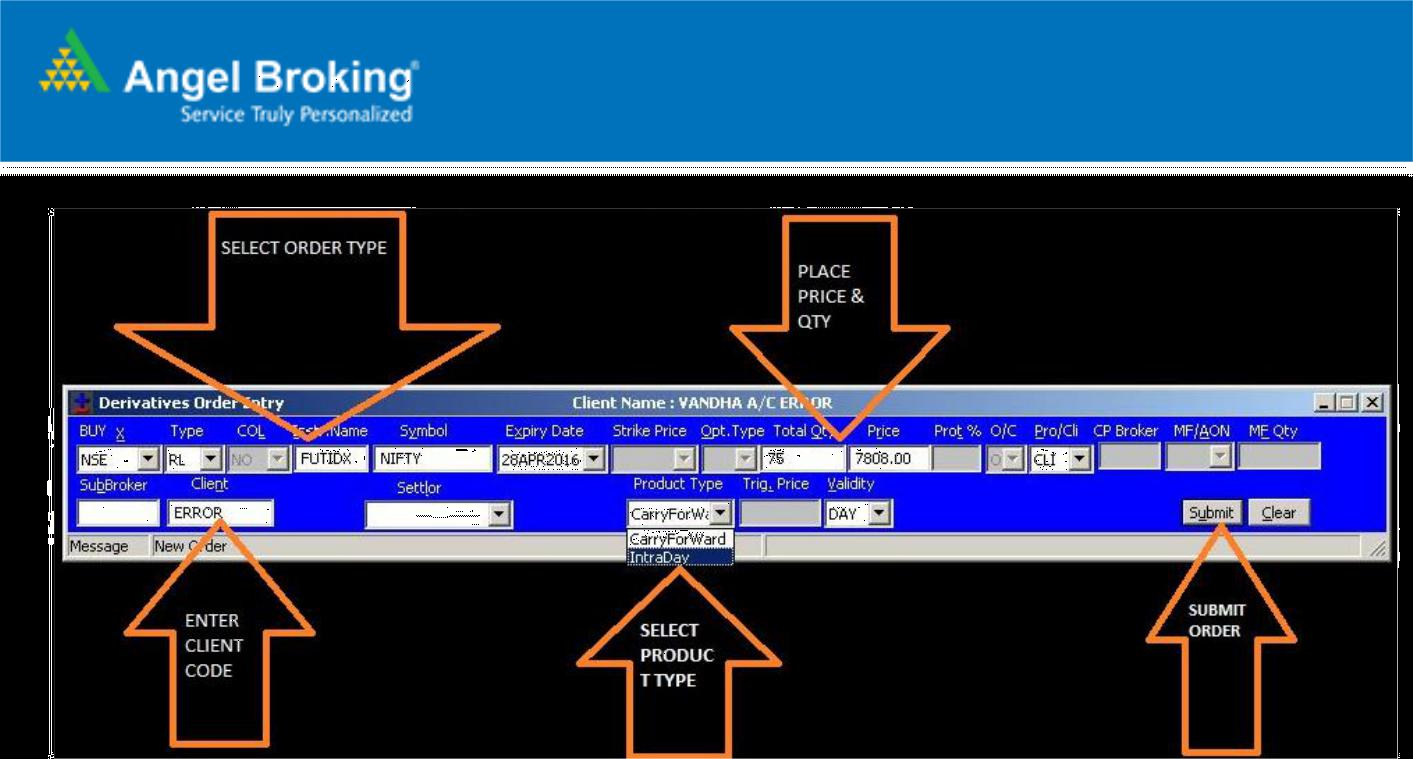 Angel Broking®
Service Truly Personalized
SELECT ORDER TYPE
PLACE
PRICE &
QTY
Derivatives Order Entry Client Name : VANDHA A/C ERROR
BUY X Type COL Instr.Name Symbol Expiry Date Strike Price Opt.Type Total Qty Price Prot % O/C Pro/Cli CP Broker MF/AON MF Qty
NSE RL NO FUTIDX NIFTY 28APR2016 75 7808.00 O CLI
SubBroker Client Settlor Product Type Trig. Price Validity
ERROR CarryForWa DAY Submit Clear
CarryForWard
Message New Order
IntraDay
ENTER
CLIENT
CODE
SELECT
PRODUC
T TYPE
SUBMIT
ORDER